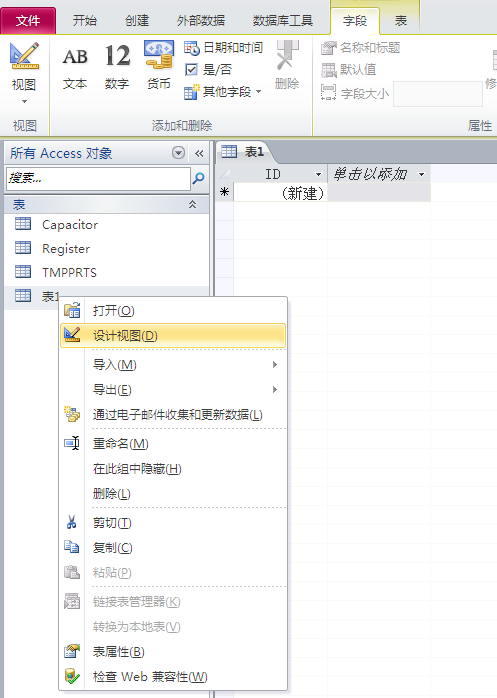 文件 开始 创建 外部数据 数据库工具 字段 表
视图
AB
文本
12
数字
货币
日期和时间
是/否
其他字段
删除
名称和标题
默认值
字段大小
修
视图 添加和删除 属性
所有 Access 对象
搜索...
表
Capacitor
Register
TMPPRTS
表1
表1
ID 单击以添加
* (新建)
打开(O)
设计视图(D)
导入(M)
导出(E)
通过电子邮件收集和更新数据(L)
重命名(M)
在此组中隐藏(H)
删除(L)
剪切(T)
复制(C)
粘贴(P)
链接表管理器(K)
转换为本地表(V)
表属性(B)
检查 Web 兼容性(W)